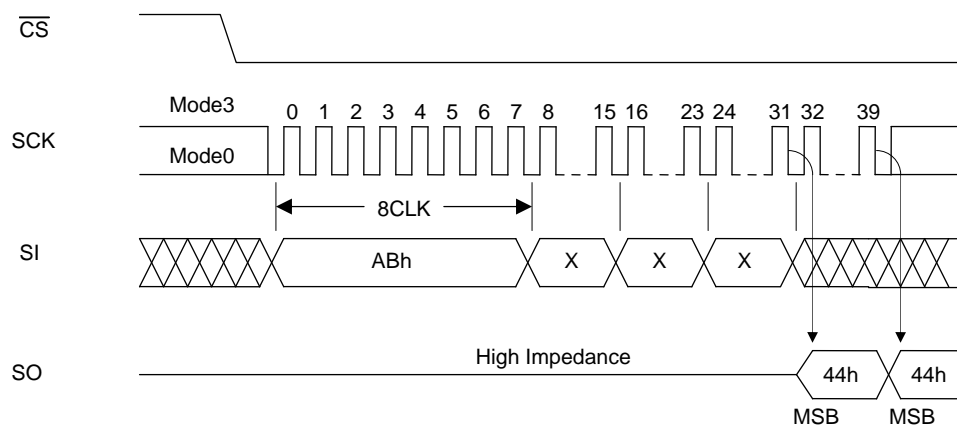 CS
Mode3
0 1 2 3 4 5 6 7 8 15 16 23 24 31 32 39
SCK
Mode0
8CLK
SI
ABh X X X
High Impedance
SO
44h 44h
MSB MSB